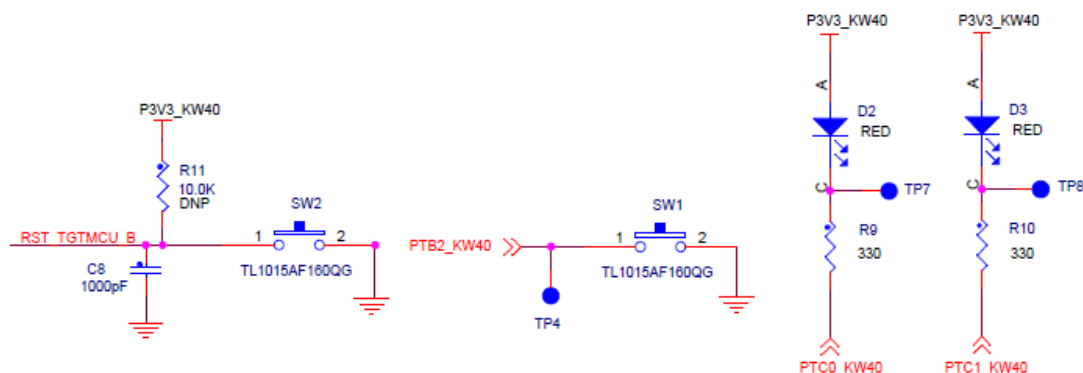 P3V3_KW40
R11
10.0K
DNP
RST_TGTMCU_B
C8
1000pF
SW2
1
2
TL1015AF160QG
PTB2_KW40
TP4
SW1
1
2
TL1015AF160QG
P3V3_KW40
A
D2
RED
C
TP7
R9
330
PTC0_KW40
P3V3_KW40
A
D3
RED
C
TP8
R10
330
PTC1_KW40